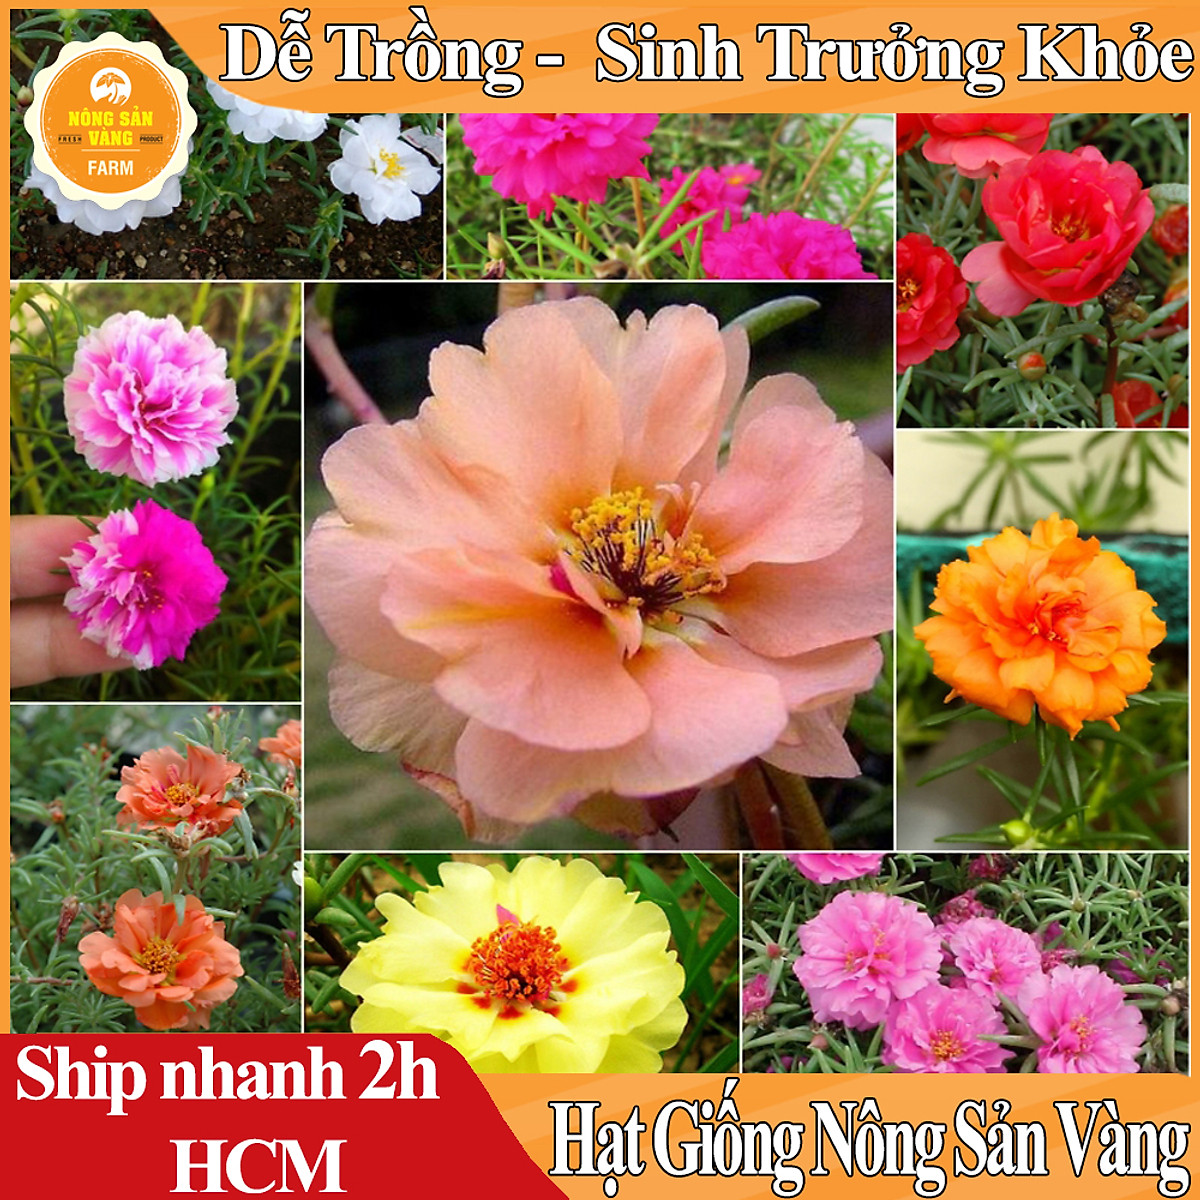 Dễ Trồng - Sinh Trưởng Khỏe
NÔNG SẢN
VÀNG
FRESH PRODUCT
FARM
Ship nhanh 2h
HCM
Hạt Giống Nông Sản Vàng